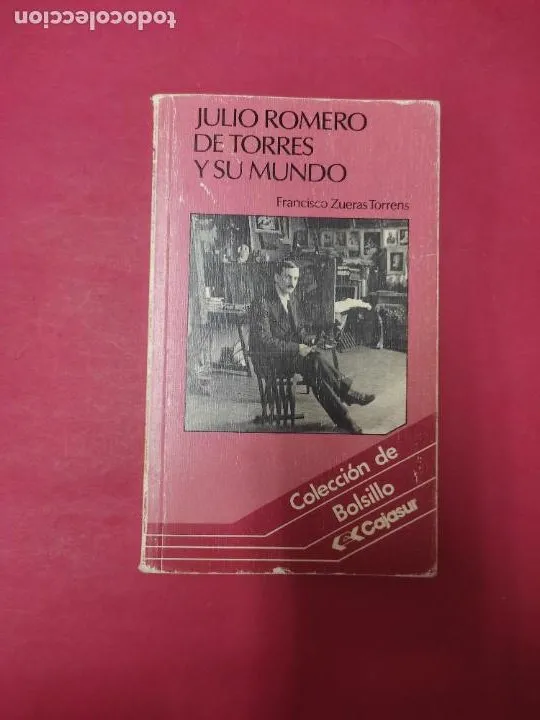 todocoleccion
JULIO ROMERO
DE TORRES
Y SU MUNDO
Francisco Zueras Torrens
Colección de
Bolsillo
Cajasur